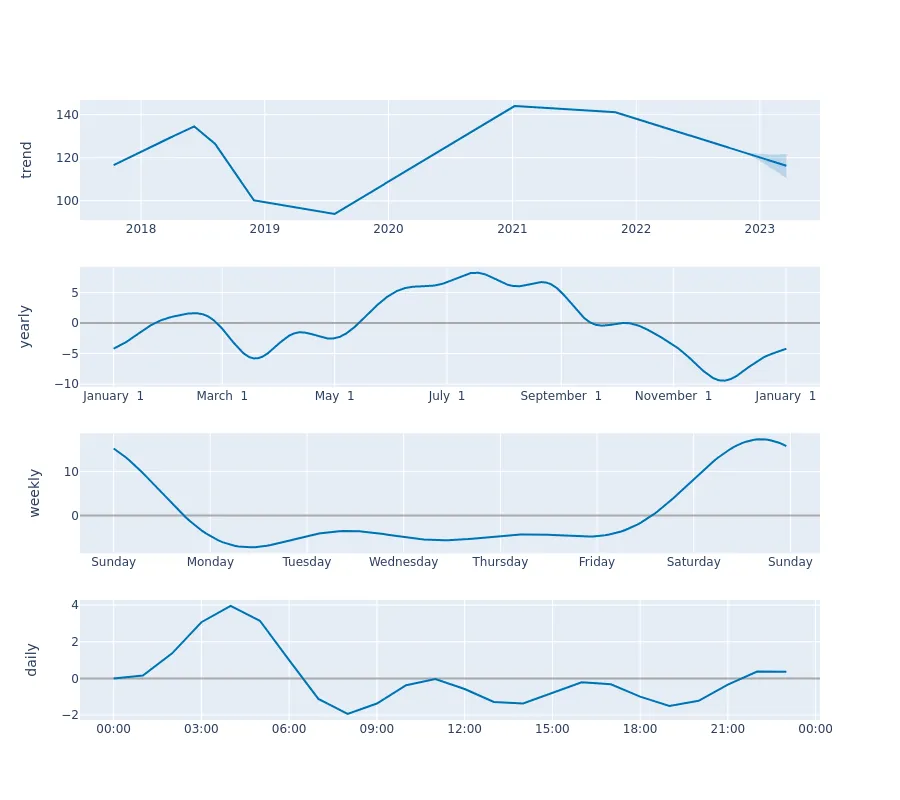 trend
140
120
100
2018 2019 2020 2021 2022 2023
yearly
5
0
−5
−10
January 1 March 1 May 1 July 1 September 1 November 1 January 1
weekly
10
0
Sunday Monday Tuesday Wednesday Thursday Friday Saturday Sunday
daily
4
2
0
−2
00:00 03:00 06:00 09:00 12:00 15:00 18:00 21:00 00:00